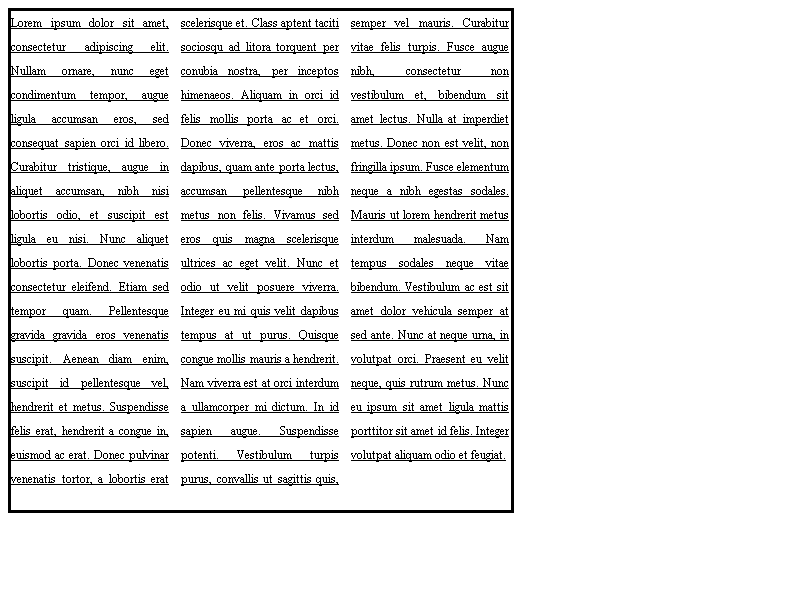 Lorem ipsum dolor sit amet,
consectetur adipiscing elit.
Nullam ornare, nunc eget
condimentum tempor, augue
ligula accumsan eros, sed
consequat sapien orci id libero.
Curabitur tristique, augue in
aliquet accumsan, nibh nisi
lobortis odio, et suscipit est
ligula eu nisi. Nunc aliquet
lobortis porta. Donec venenatis
consectetur eleifend. Etiam sed
tempor quam. Pellentesque
gravida gravida eros venenatis
suscipit. Aenean diam enim,
suscipit id pellentesque vel,
hendrerit et metus. Suspendisse
felis erat, hendrerit a congue in,
euismod ac erat. Donec pulvinar
venenatis tortor, a lobortis erat
scelerisque et. Class aptent taciti
sociosqu ad litora torquent per
conubia nostra, per inceptos
himenaeos. Aliquam in orci id
felis mollis porta ac et orci.
Donec viverra, eros ac mattis
dapibus, quam ante porta lectus,
accumsan pellentesque nibh
metus non felis. Vivamus sed
eros quis magna scelerisque
ultrices ac eget velit. Nunc et
odio ut velit posuere viverra.
Integer eu mi quis velit dapibus
tempus at ut purus. Quisque
congue mollis mauris a hendrerit.
Nam viverra est at orci interdum
a ullamcorper mi dictum. In id
sapien augue. Suspendisse
potenti. Vestibulum turpis
purus, convallis ut sagittis quis,
semper vel mauris. Curabitur
vitae felis turpis. Fusce augue
nibh, consectetur non
vestibulum et, bibendum sit
amet lectus. Nulla at imperdiet
metus. Donec non est velit, non
fringilla ipsum. Fusce elementum
neque a nibh egestas sodales.
Mauris ut lorem hendrerit metus
interdum malesuada. Nam
tempus sodales neque vitae
bibendum. Vestibulum ac est sit
amet dolor vehicula semper at
sed ante. Nunc at neque urna, in
volutpat orci. Praesent eu velit
neque, quis rutrum metus. Nunc
eu ipsum sit amet ligula mattis
porttitor sit amet id felis. Integer
volutpat aliquam odio et feugiat.